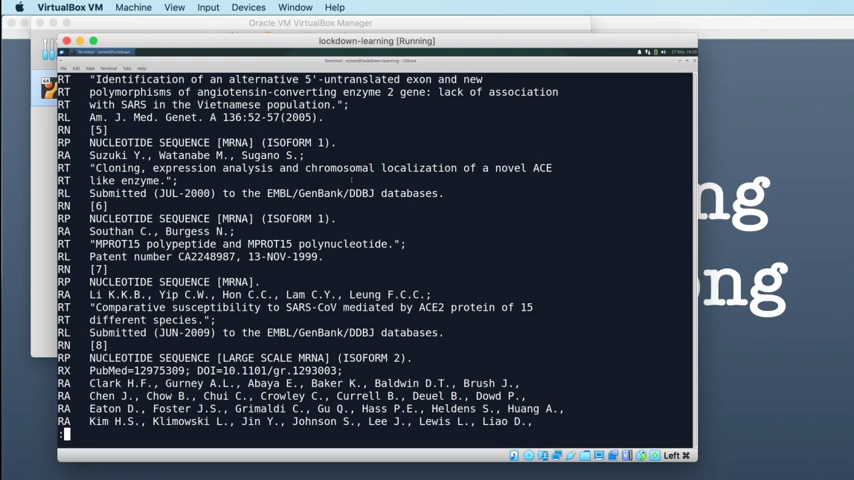 VirtualBox VM Machine View Input Devices Window Help
Oracle VM VirtualBox Manager
lockdown-learning [Running]
File Edit View Terminal Tabs Help
RT "Identification of an alternative 5'-untranslated exon and new
RT polymorphisms of angiotensin-converting enzyme 2 gene: lack of association
RT with SARS in the Vietnamese population.";
RL Am. J. Med. Genet. A 136:52-57(2005).
RN [5]
RP NUCLEOTIDE SEQUENCE [MRNA] (ISOFORM 1).
RA Suzuki Y., Watanabe M., Sugano S.;
RT "Cloning, expression analysis and chromosomal localization of a novel ACE
RT like enzyme.";
RL Submitted (JUL-2000) to the EMBL/GenBank/DDBJ databases.
RN [6]
RP NUCLEOTIDE SEQUENCE [MRNA] (ISOFORM 1).
RA Southan C., Burgess N.;
RT "MPROT15 polypeptide and MPROT15 polynucleotide.";
RL Patent number CA2248987, 13-NOV-1999.
RN [7]
RP NUCLEOTIDE SEQUENCE [MRNA].
RA Li K.K.B., Yip C.W., Hon C.C., Lam C.Y., Leung F.C.C.;
RT "Comparative susceptibility to SARS-CoV mediated by ACE2 protein of 15
RT different species.";
RL Submitted (JUN-2009) to the EMBL/GenBank/DDBJ databases.
RN [8]
RP NUCLEOTIDE SEQUENCE [LARGE SCALE MRNA] (ISOFORM 2).
RX PubMed=12975309; DOI=10.1101/gr.1293003;
RA Clark H.F., Gurney A.L., Abaya E., Baker K., Baldwin D.T., Brush J.,
RA Chen J., Chow B., Chui C., Crowley C., Currell B., Deuel B., Dowd P.,
RA Eaton D., Foster J.S., Grimaldi C., Gu Q., Hass P.E., Heldens S., Huang A.,
RA Kim H.S., Klimowski L., Jin Y., Johnson S., Lee J., Lewis L., Liao D.,
:
ng
ong
Left ⌘